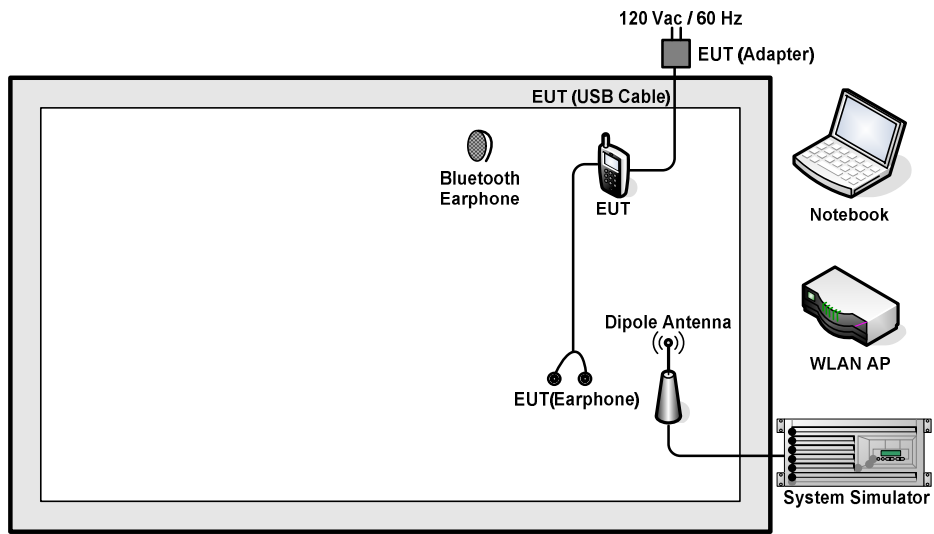 120 Vac / 60 Hz
EUT (Adapter)
EUT (USB Cable)
Bluetooth
Earphone
EUT
Notebook
Dipole Antenna
WLAN AP
EUT(Earphone)
System Simulator